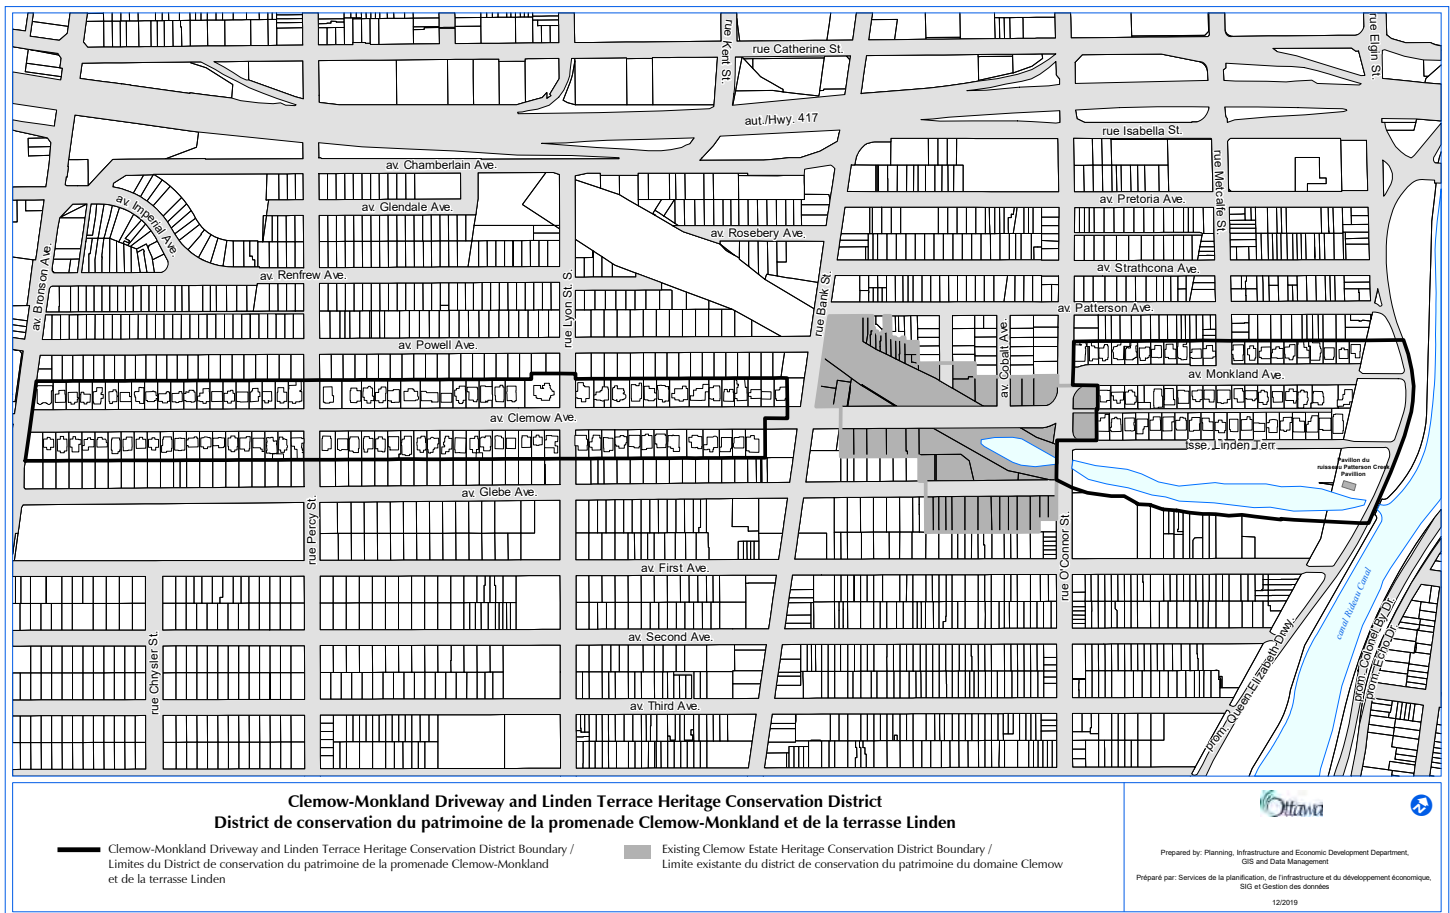 rue Catherine St.
rue Kent St.
rue Elgin St.
aut./Hwy. 417
rue Isabella St.
av. Chamberlain Ave.
rue Metcalfe St.
av. Imperial Ave.
av. Glendale Ave.
av. Pretoria Ave.
av. Rosebery Ave.
av. Bronson Ave.
av. Renfrew Ave.
rue Lyon St. S.
rue Bank St.
av. Strathcona Ave.
av. Patterson Ave.
av. Powell Ave.
av. Cobalt Ave.
av. Monkland Ave.
av. Clemow Ave.
tsse. Linden Terr
Pavillon du
ruisseau Patterson Creek
Pavillion
av. Glebe Ave.
rue Percy St.
rue O'Connor St.
av. First Ave.
canal Rideau Canal
av. Second Ave.
rue Chrysler St.
prom. Queen Elizabeth Drwy.
prom. Colonel By Dr.
prom. Echo Dr.
av. Third Ave.
Clemow-Monkland Driveway and Linden Terrace Heritage Conservation District
District de conservation du patrimoine de la promenade Clemow-Monkland et de la terrasse Linden
Clemow-Monkland Driveway and Linden Terrace Heritage Conservation District Boundary /
Limites du District de conservation du patrimoine de la promenade Clemow-Monkland
et de la terrasse Linden
Existing Clemow Estate Heritage Conservation District Boundary /
Limite existante du district de conservation du patrimoine du domaine Clemow
Ottawa
Prepared by: Planning, Infrastructure and Economic Development Department,
GIS and Data Management
Préparé par: Services de la planification, de l'infrastructure et du développement économique,
SIG et Gestion des données
12/2019